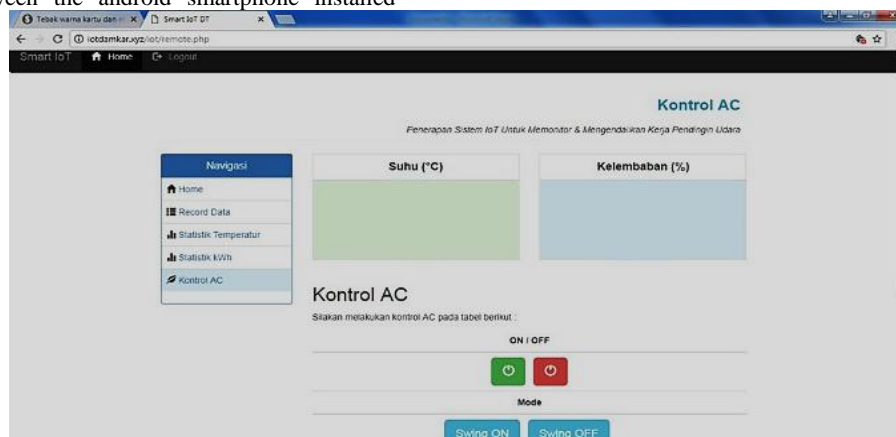 ween the android smartphone installed
Tebak warna kartu dan
Smart IoT DT
iotdamkar.xyz/iot/remote.php
Smart IoT Home Logout
Kontrol AC
Penerapan Sistem IoT Untuk Memonitor & Mengendalikan Kerja Pendingin Udara
Navigasi
Home
Record Data
Statistik Temperatur
Statistik kWh
Kontrol AC
Suhu (°C)
Kelembaban (%)
Kontrol AC
Silakan melakukan kontrol AC pada tabel berikut :
ON / OFF
Mode
Swing ON Swing OFF